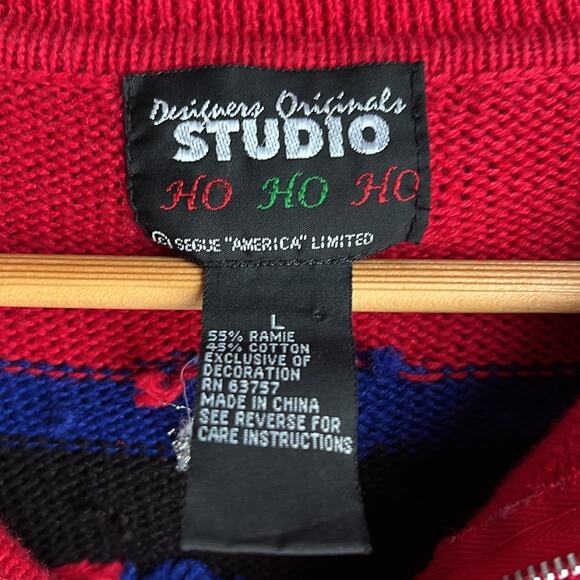 Designers Originals
STUDIO
HO HO HO
© SEGUE "AMERICA" LIMITED
L
55% RAMIE
45% COTTON
EXCLUSIVE OF
DECORATION
RN 63757
MADE IN CHINA
SEE REVERSE FOR
CARE INSTRUCTIONS